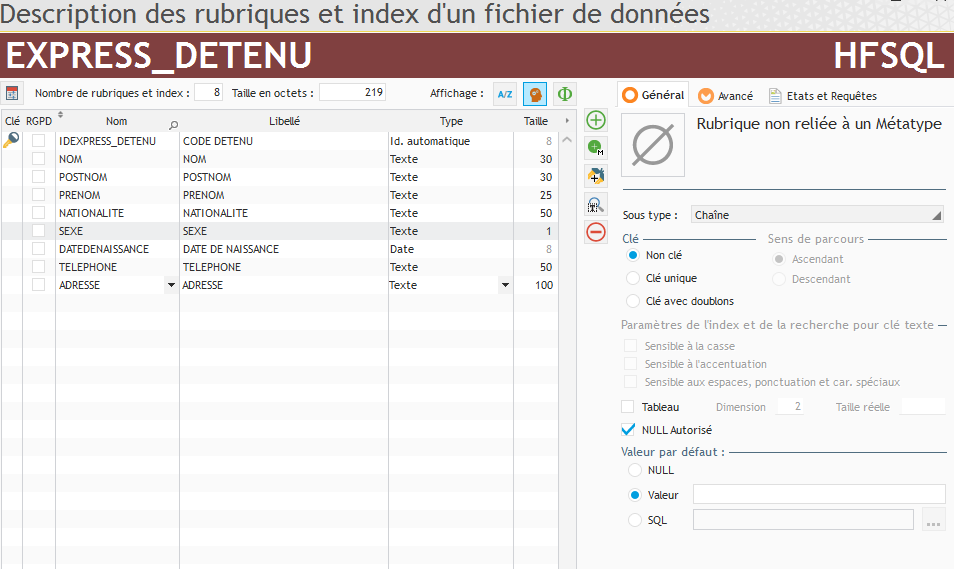 Description des rubriques et index d'un fichier de données
EXPRESS_DETENU HFSQL
Nombre de rubriques et index : 8 Taille en octets : 219 Affichage : A/Z
Clé RGPD Nom Libellé Type Taille
IDEXPRESS_DETENU CODE DETENU Id. automatique 8
NOM NOM Texte 30
POSTNOM POSTNOM Texte 30
PRENOM PRENOM Texte 25
NATIONALITE NATIONALITE Texte 50
SEXE SEXE Texte 1
DATEDENAISSANCE DATE DE NAISSANCE Date 8
TELEPHONE TELEPHONE Texte 50
ADRESSE ADRESSE Texte 100
M
Général Avancé Etats et Requêtes
Rubrique non reliée à un Métatype
Sous type : Chaîne
Clé Sens de parcours
Non clé Ascendant
Clé unique Descendant
Clé avec doublons
Paramètres de l'index et de la recherche pour clé texte
Sensible à la casse
Sensible à l'accentuation
Sensible aux espaces, ponctuation et car. spéciaux
Tableau Dimension 2 Taille réelle
NULL Autorisé
Valeur par défaut :
NULL
Valeur
SQL ...